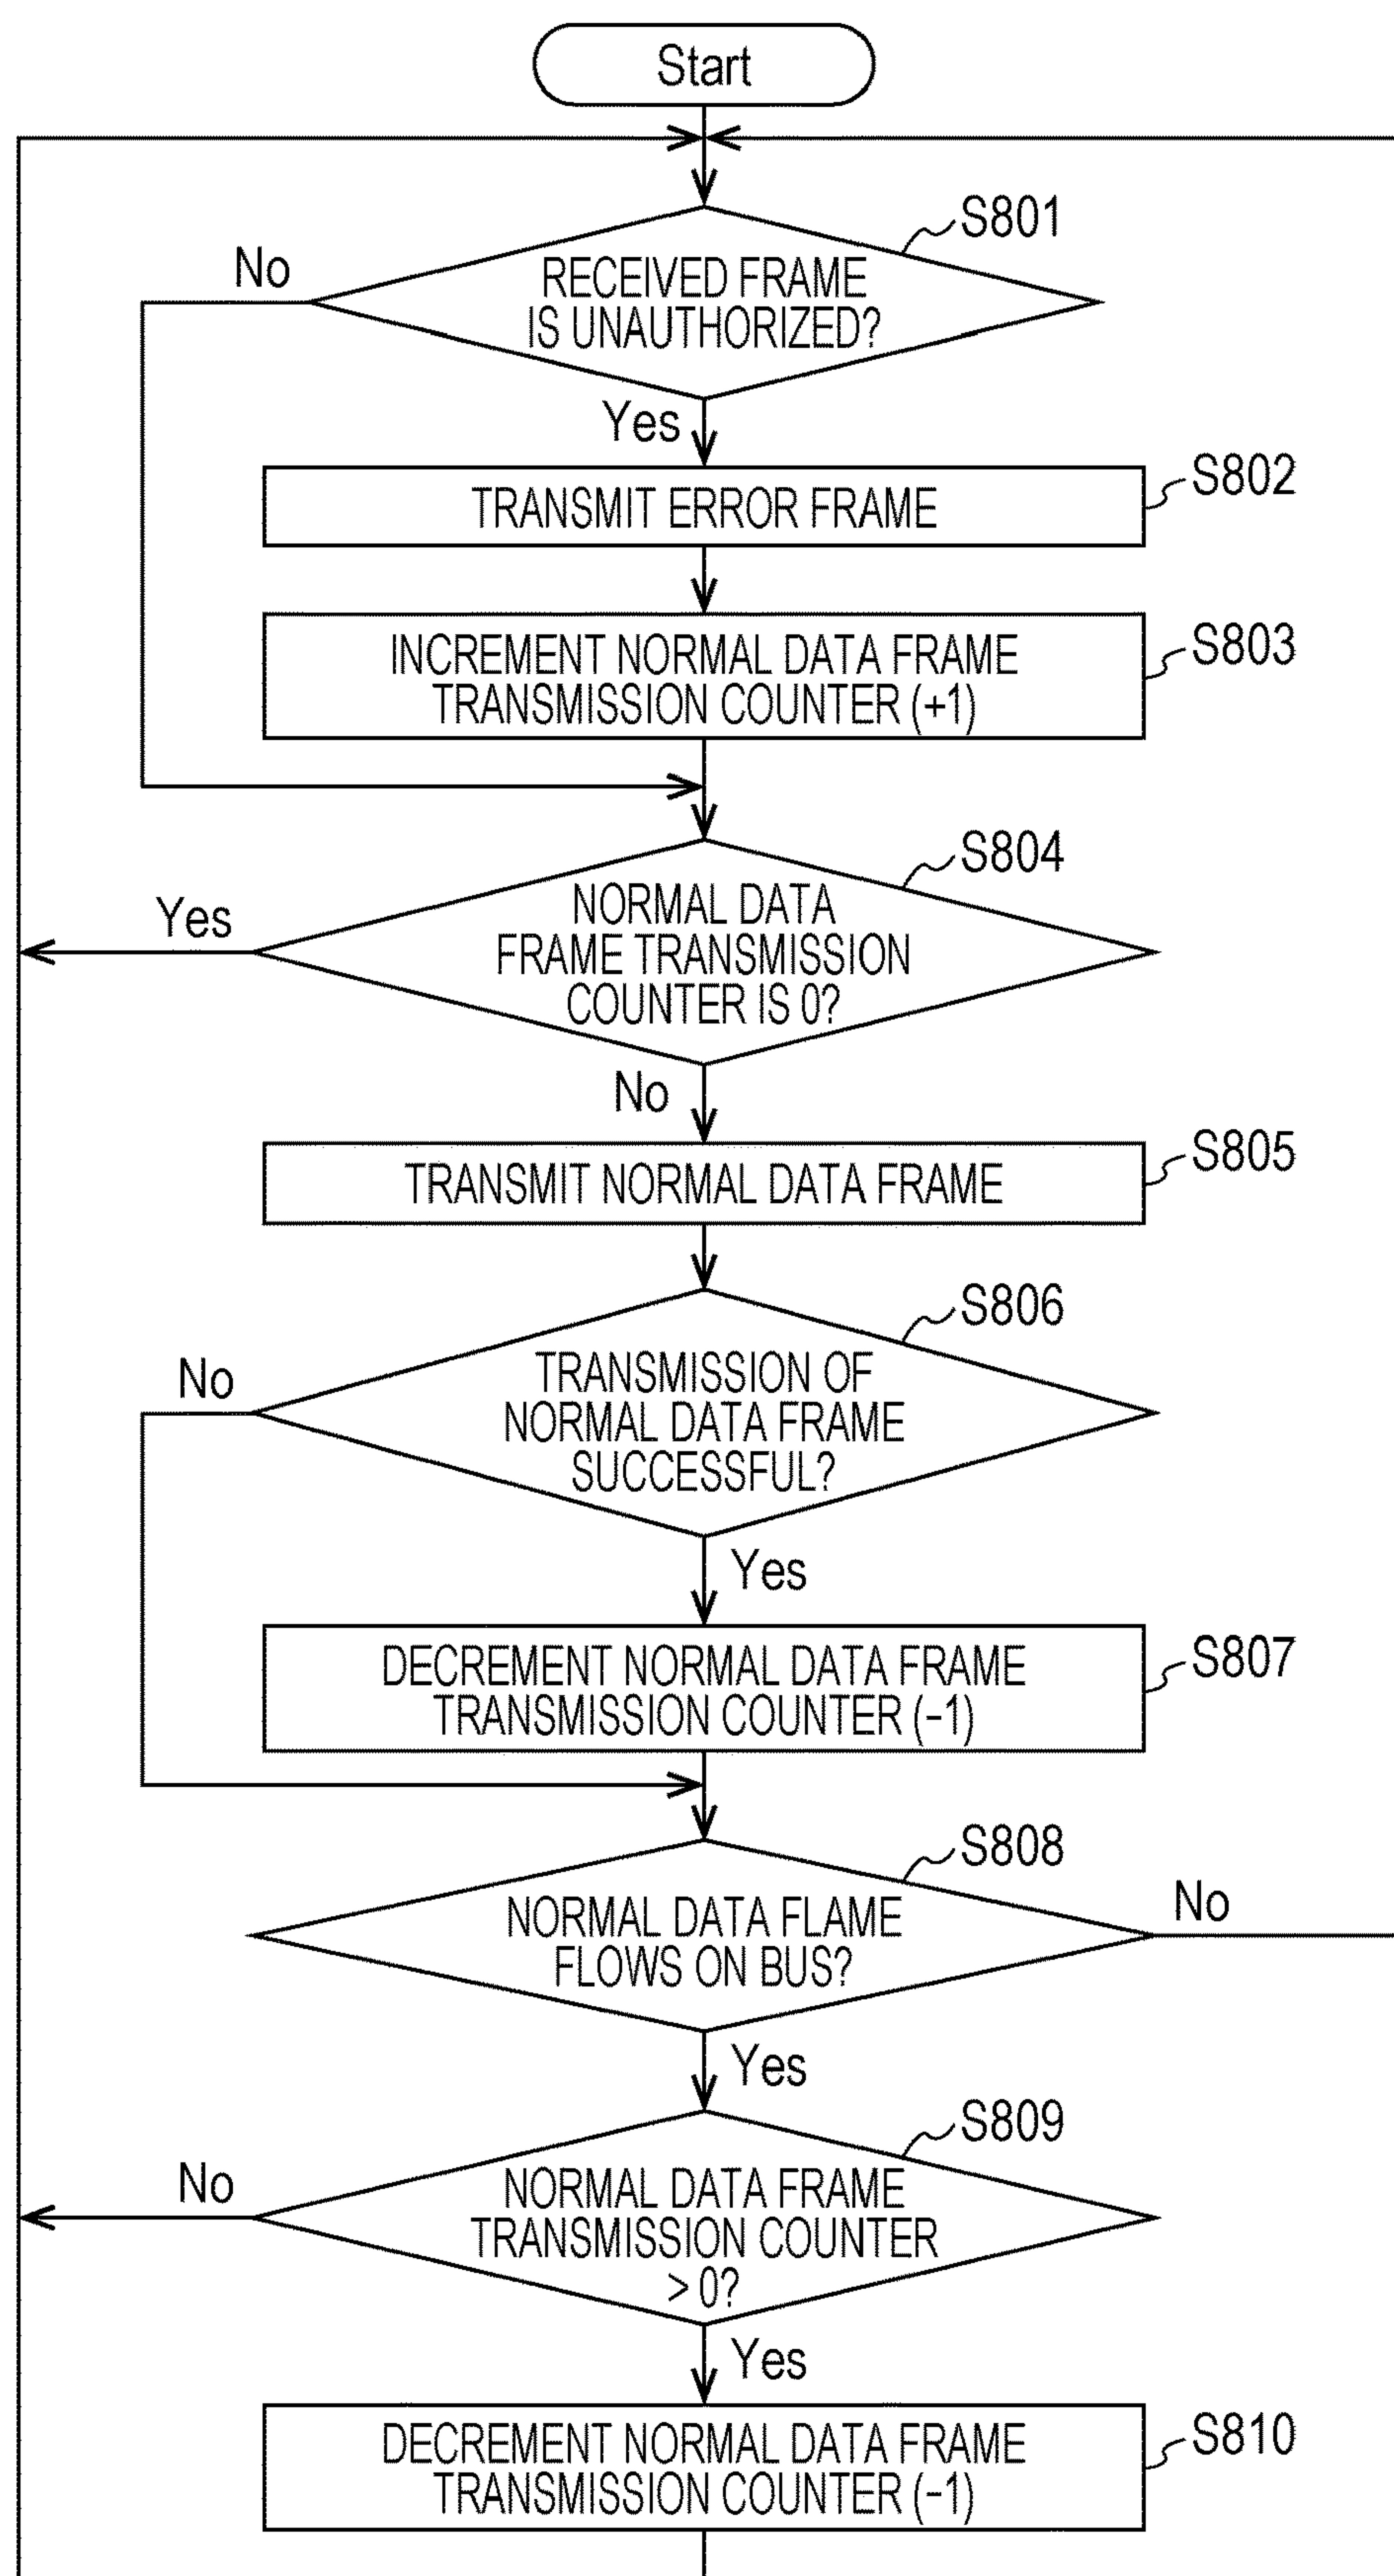 Start
S801
No
RECEIVED FRAME
IS UNAUTHORIZED?
Yes
S802
TRANSMIT ERROR FRAME
S803
INCREMENT NORMAL DATA FRAME
TRANSMISSION COUNTER (+1)
S804
Yes
NORMAL DATA
FRAME TRANSMISSION
COUNTER IS 0?
No
S805
TRANSMIT NORMAL DATA FRAME
S806
No
TRANSMISSION OF
NORMAL DATA FRAME
SUCCESSFUL?
Yes
S807
DECREMENT NORMAL DATA FRAME
TRANSMISSION COUNTER (−1)
S808
No
NORMAL DATA FLAME
FLOWS ON BUS?
Yes
S809
No
NORMAL DATA FRAME
TRANSMISSION COUNTER
> 0?
Yes
S810
DECREMENT NORMAL DATA FRAME
TRANSMISSION COUNTER (−1)